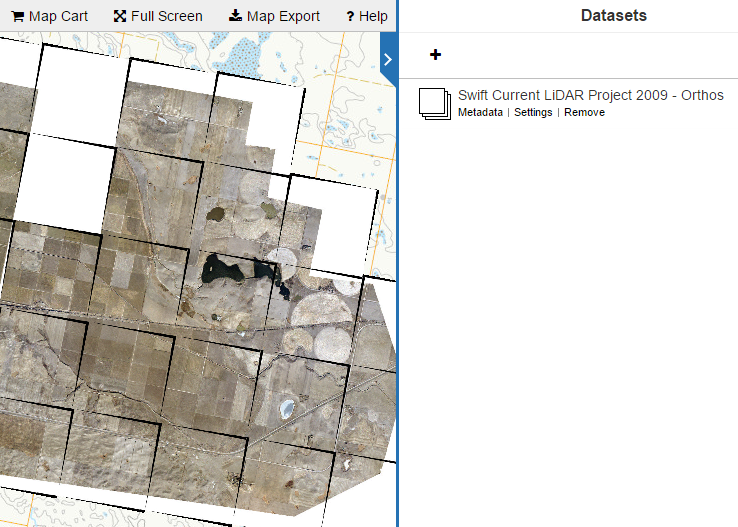 Map Cart Full Screen Map Export ? Help
Datasets
+
Swift Current LiDAR Project 2009 - Orthos
Metadata | Settings | Remove